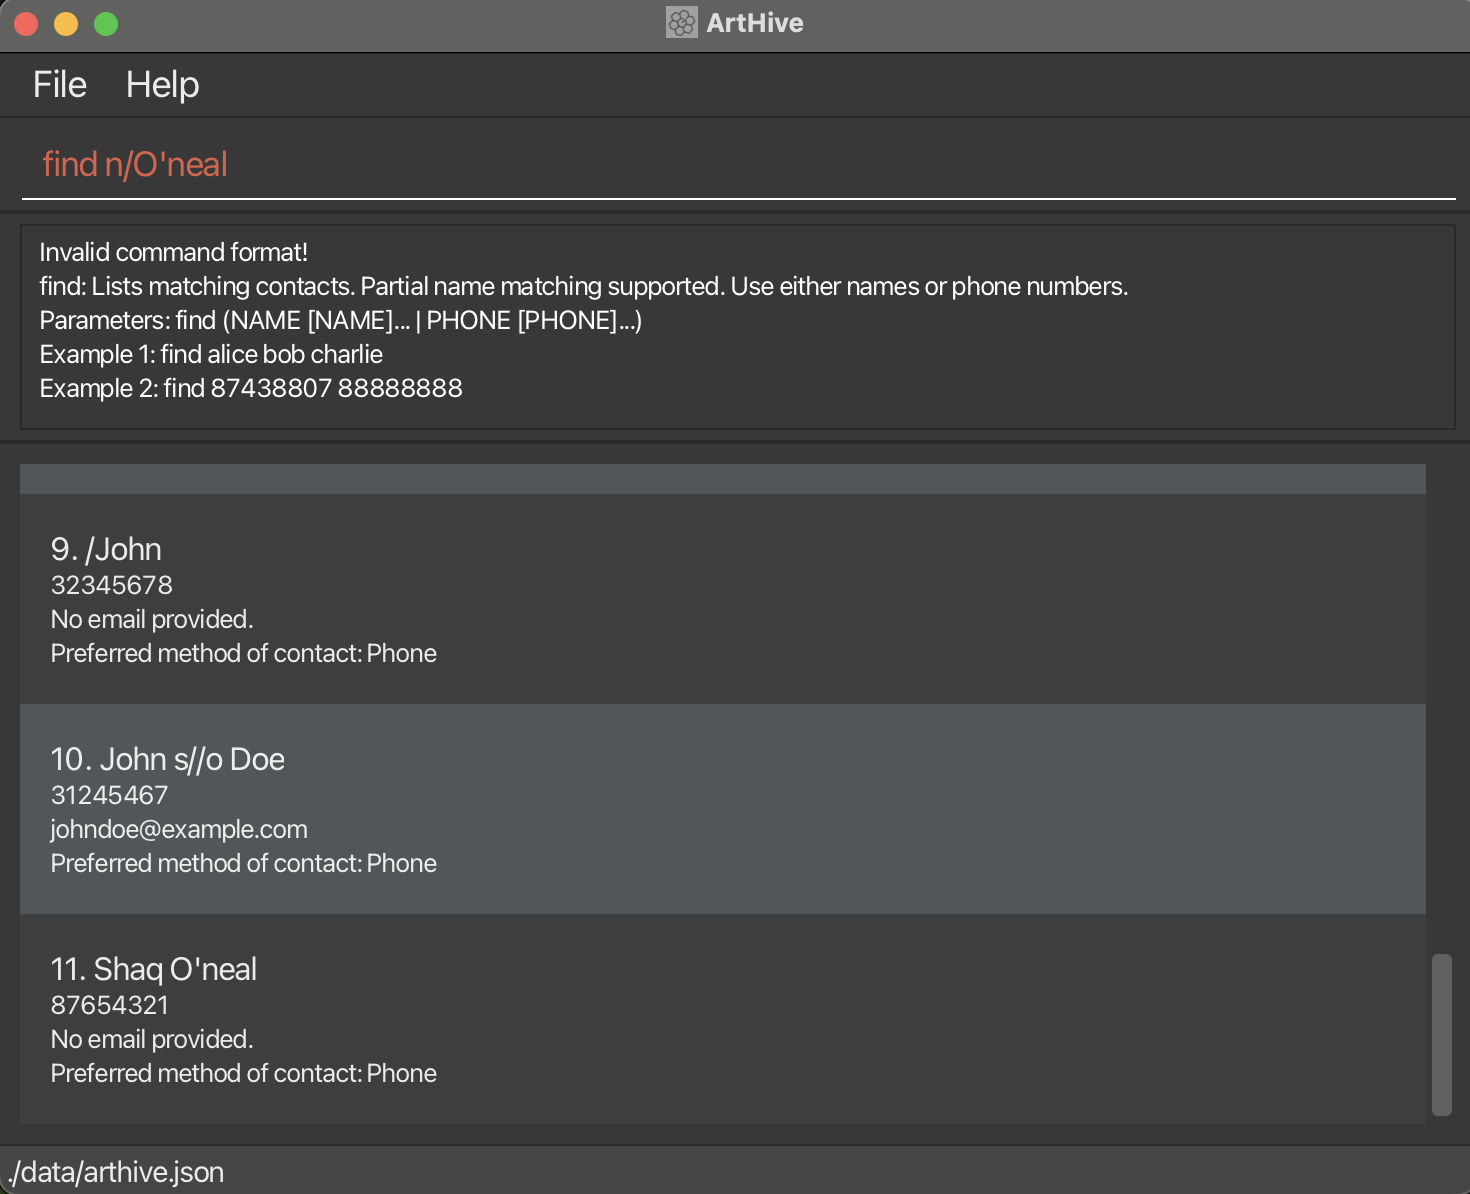 ArtHive
File Help
find n/O'neal
Invalid command format!
find: Lists matching contacts. Partial name matching supported. Use either names or phone numbers.
Parameters: find (NAME [NAME]... | PHONE [PHONE]...)
Example 1: find alice bob charlie
Example 2: find 87438807 88888888
9. /John
32345678
No email provided.
Preferred method of contact: Phone
10. John s//o Doe
31245467
johndoe@example.com
Preferred method of contact: Phone
11. Shaq O'neal
87654321
No email provided.
Preferred method of contact: Phone
./data/arthive.json